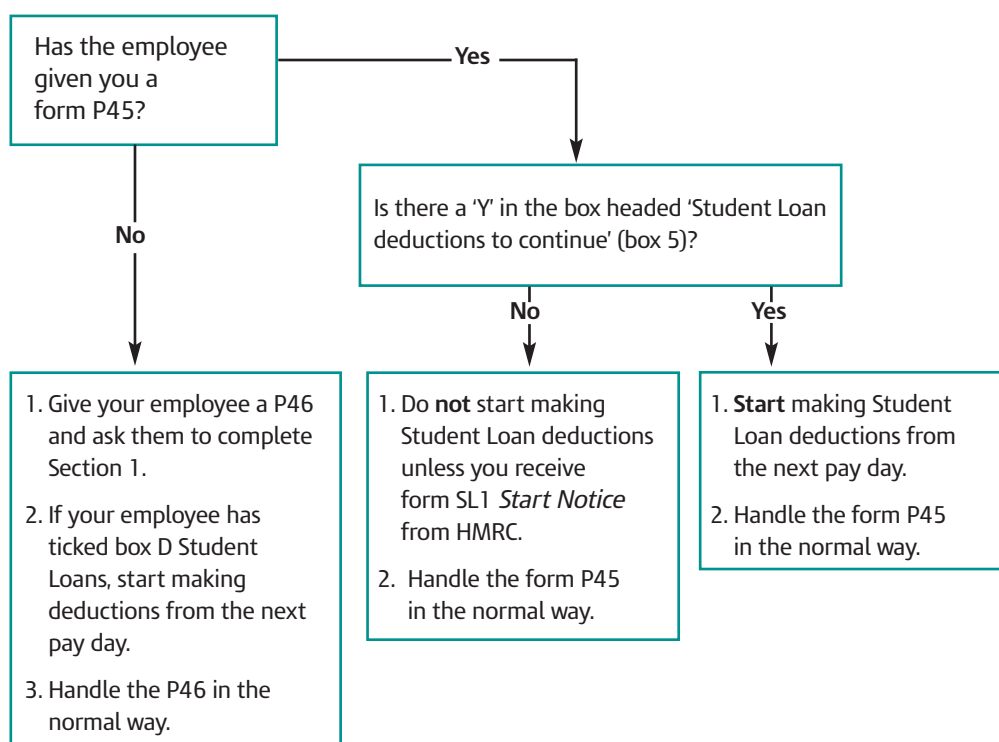 Has the employee
given you a
form P45?
Yes
Is there a ‘Y’ in the box headed ‘Student Loan
deductions to continue’ (box 5)?
No
No
Yes
1. Give your employee a P46
and ask them to complete
Section 1.
2. If your employee has
ticked box D Student
Loans, start making
deductions from the next
pay day.
3. Handle the P46 in the
normal way.
1. Do not start making
Student Loan deductions
unless you receive
form SL1 Start Notice
from HMRC.
2. Handle the form P45
in the normal way.
1. Start making Student
Loan deductions from
the next pay day.
2. Handle the form P45
in the normal way.